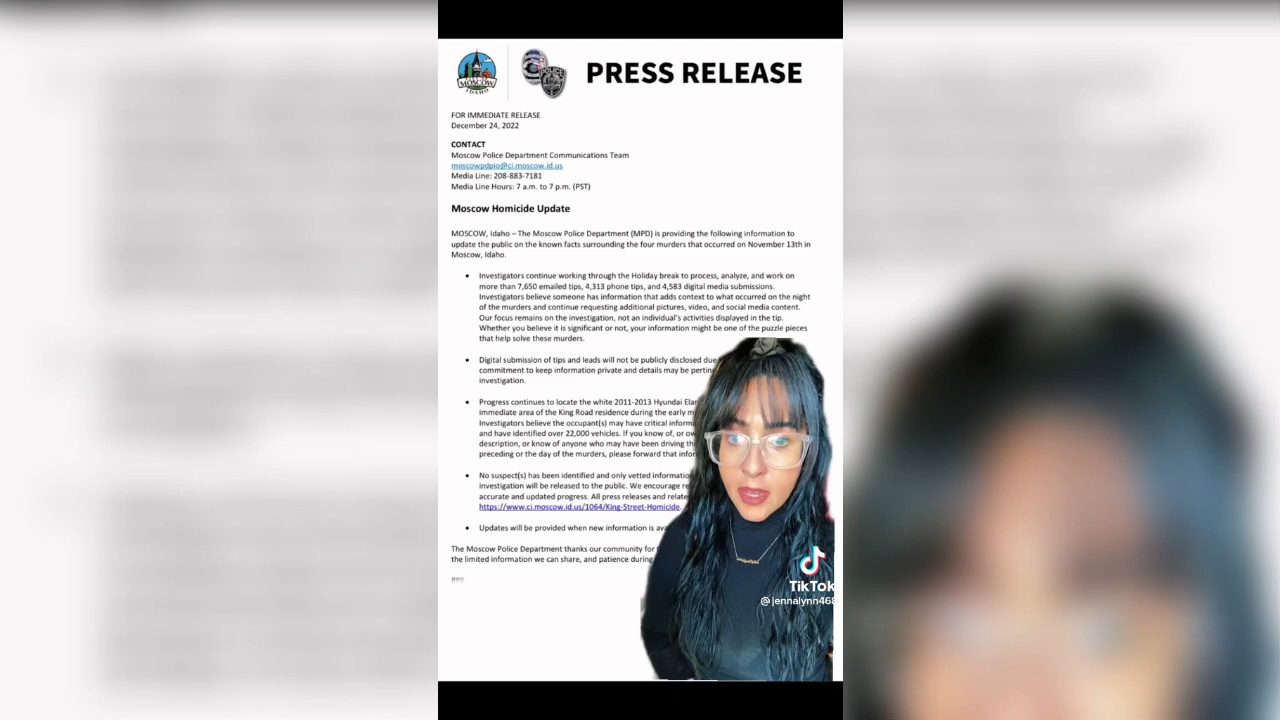 MOSCOW
IDAHO
POLICE
PRESS RELEASE
FOR IMMEDIATE RELEASE
December 24, 2022
CONTACT
Moscow Police Department Communications Team
moscowpdpio@ci.moscow.id.us
Media Line: 208-883-7181
Media Line Hours: 7 a.m. to 7 p.m. (PST)
Moscow Homicide Update
MOSCOW, Idaho – The Moscow Police Department (MPD) is providing the following information to
update the public on the known facts surrounding the four murders that occurred on November 13th in
Moscow, Idaho.
• Investigators continue working through the Holiday break to process, analyze, and work on
more than 7,650 emailed tips, 4,313 phone tips, and 4,583 digital media submissions.
Investigators believe someone has information that adds context to what occurred on the night
of the murders and continue requesting additional pictures, video, and social media content.
Our focus remains on the investigation, not an individual's activities displayed in the tip.
Whether you believe it is significant or not, your information might be one of the puzzle pieces
that help solve these murders.
• Digital submission of tips and leads will not be publicly disclosed due
commitment to keep information private and details may be
investigation.
• Progress continues to locate the white 2011-2013 Hyundai
immediate area of the King Road residence during the early
Investigators believe the occupant(s) may have critical
and have identified over 22,000 vehicles. If you know of, or
description, or know of anyone who may have been driving
preceding or the day of the murders, please forward that
• No suspect(s) has been identified and only vetted
investigation will be released to the public. We encourage
accurate and updated progress. All press releases and
https://www.ci.moscow.id.us/1064/King-Street-Homicide.
• Updates will be provided when new information is
The Moscow Police Department thanks our community for
the limited information we can share, and patience during
###
TikTok
@jennalynn468